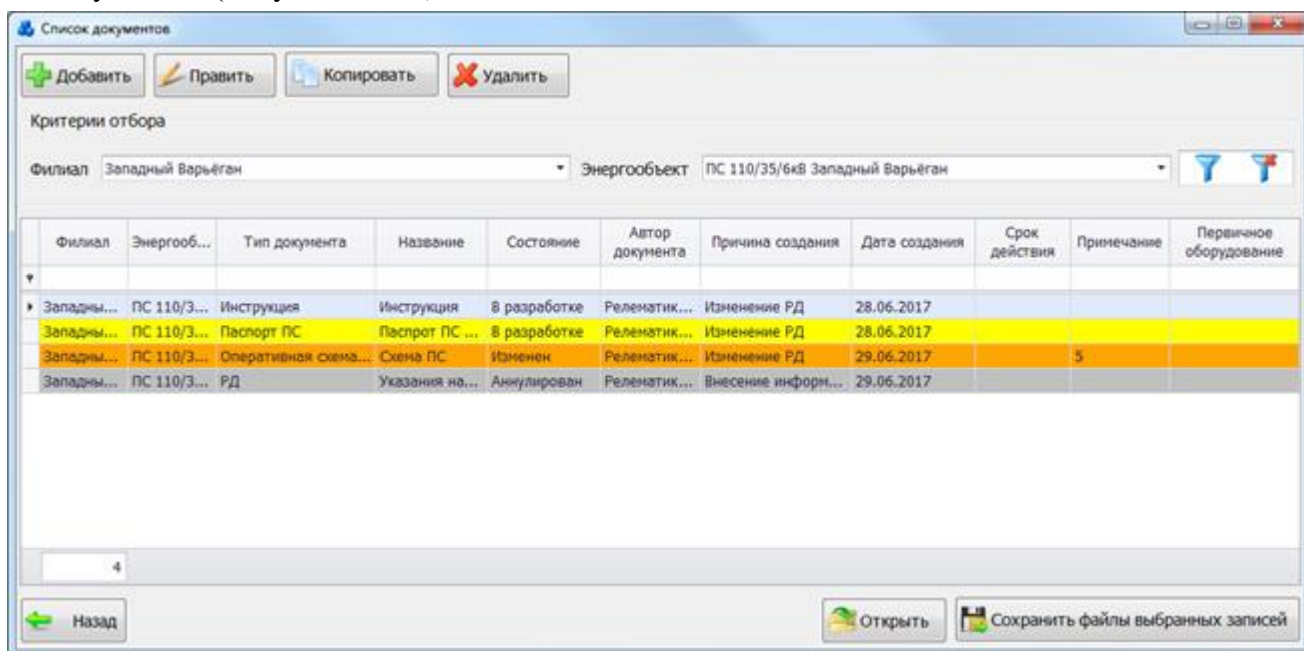 Список документов
Добавить Править Копировать Удалить
Критерии отбора
Филиал Западный Варьёган Энергообъект ПС 110/35/6кВ Западный Варьёган
Филиал Энергооб... Тип документа Название Состояние Автор документа Причина создания Дата создания Срок действия Примечание Первичное оборудование
Западны... ПС 110/3... Инструкция Инструкция В разработке Релематик... Изменение РД 28.06.2017
Западны... ПС 110/3... Паспорт ПС Паспрот ПС ... В разработке Релематик... Изменение РД 28.06.2017
Западны... ПС 110/3... Оперативная схема... Схема ПС Изменен Релематик... Изменение РД 29.06.2017 5
Западны... ПС 110/3... РД Указания на... Аннулирован Релематик... Внесение информ... 29.06.2017
4
Назад Открыть Сохранить файлы выбранных записей